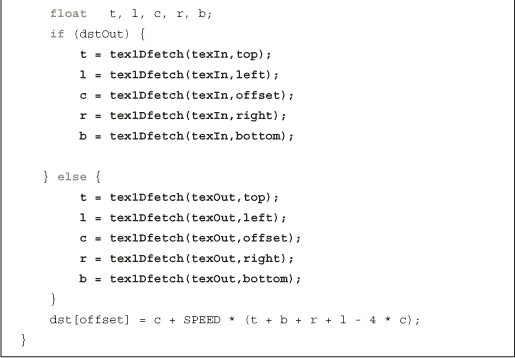 float t, l, c, r, b;
if (dstOut) {
t = tex1Dfetch(texIn,top);
l = tex1Dfetch(texIn,left);
c = tex1Dfetch(texIn,offset);
r = tex1Dfetch(texIn,right);
b = tex1Dfetch(texIn,bottom);
} else {
t = tex1Dfetch(texOut,top);
l = tex1Dfetch(texOut,left);
c = tex1Dfetch(texOut,offset);
r = tex1Dfetch(texOut,right);
b = tex1Dfetch(texOut,bottom);
}
dst[offset] = c + SPEED * (t + b + r + l - 4 * c);
}